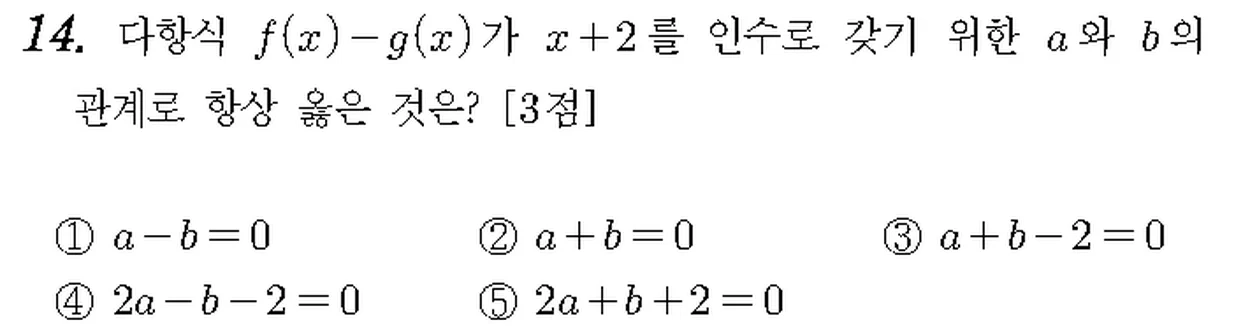 14. 다항식 f(x)-g(x)가 x+2를 인수로 갖기 위한 a와 b의
관계로 항상 옳은 것은? [3점]
① a-b=0 ② a+b=0 ③ a+b-2=0
④ 2a-b-2=0 ⑤ 2a+b+2=0